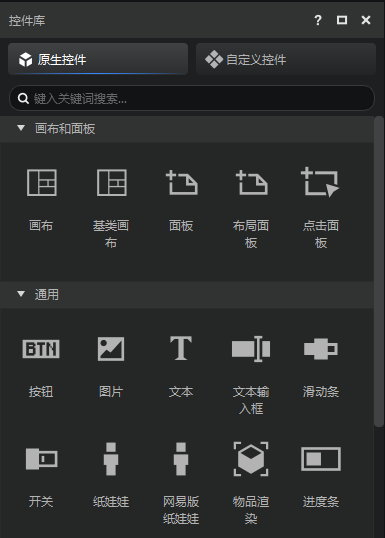 控件库
原生控件
自定义控件
键入关键词搜索...
画布和面板
画布
基类画
布
面板
布局面
板
点击面
板
通用
BTN
T
按钮
图片
文本
文本输
入框
滑动条
开关
纸娃娃
网易版
纸娃娃
物品渲
染
进度条